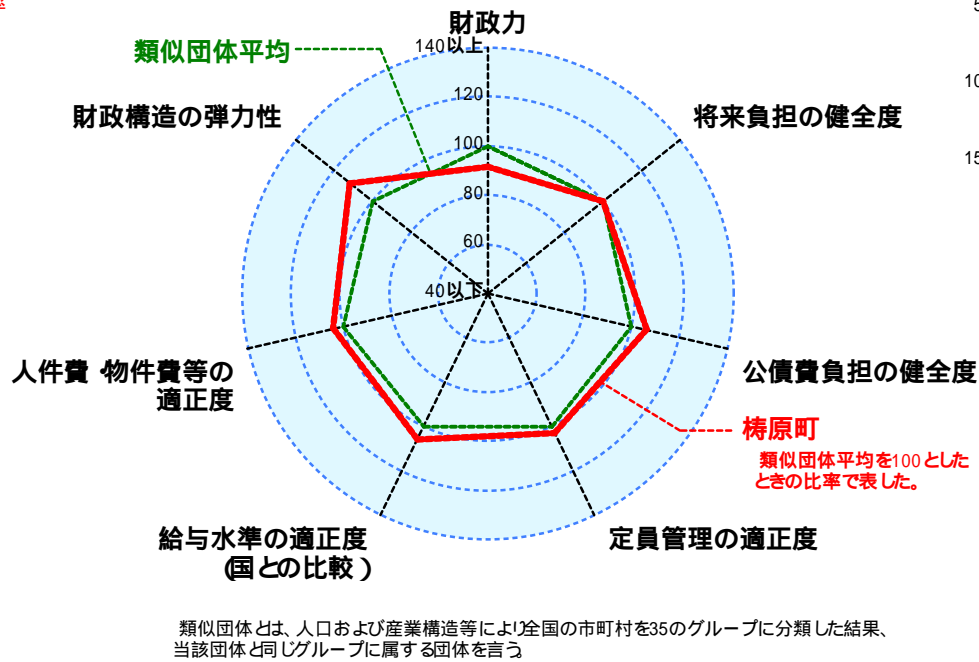 財政力
140以上
類似団体平均
120
財政構造の弾力性
将来負担の健全度
100
80
60
40以下
人件費・物件費等の
適正度
公債費負担の健全度
梼原町
類似団体平均を100とした
ときの比率で表した。
給与水準の適正度
(国との比較)
定員管理の適正度
類似団体とは、人口および産業構造等により全国の市町村を35のグループに分類した結果、
当該団体と同じグループに属する団体を言う
5
10
15